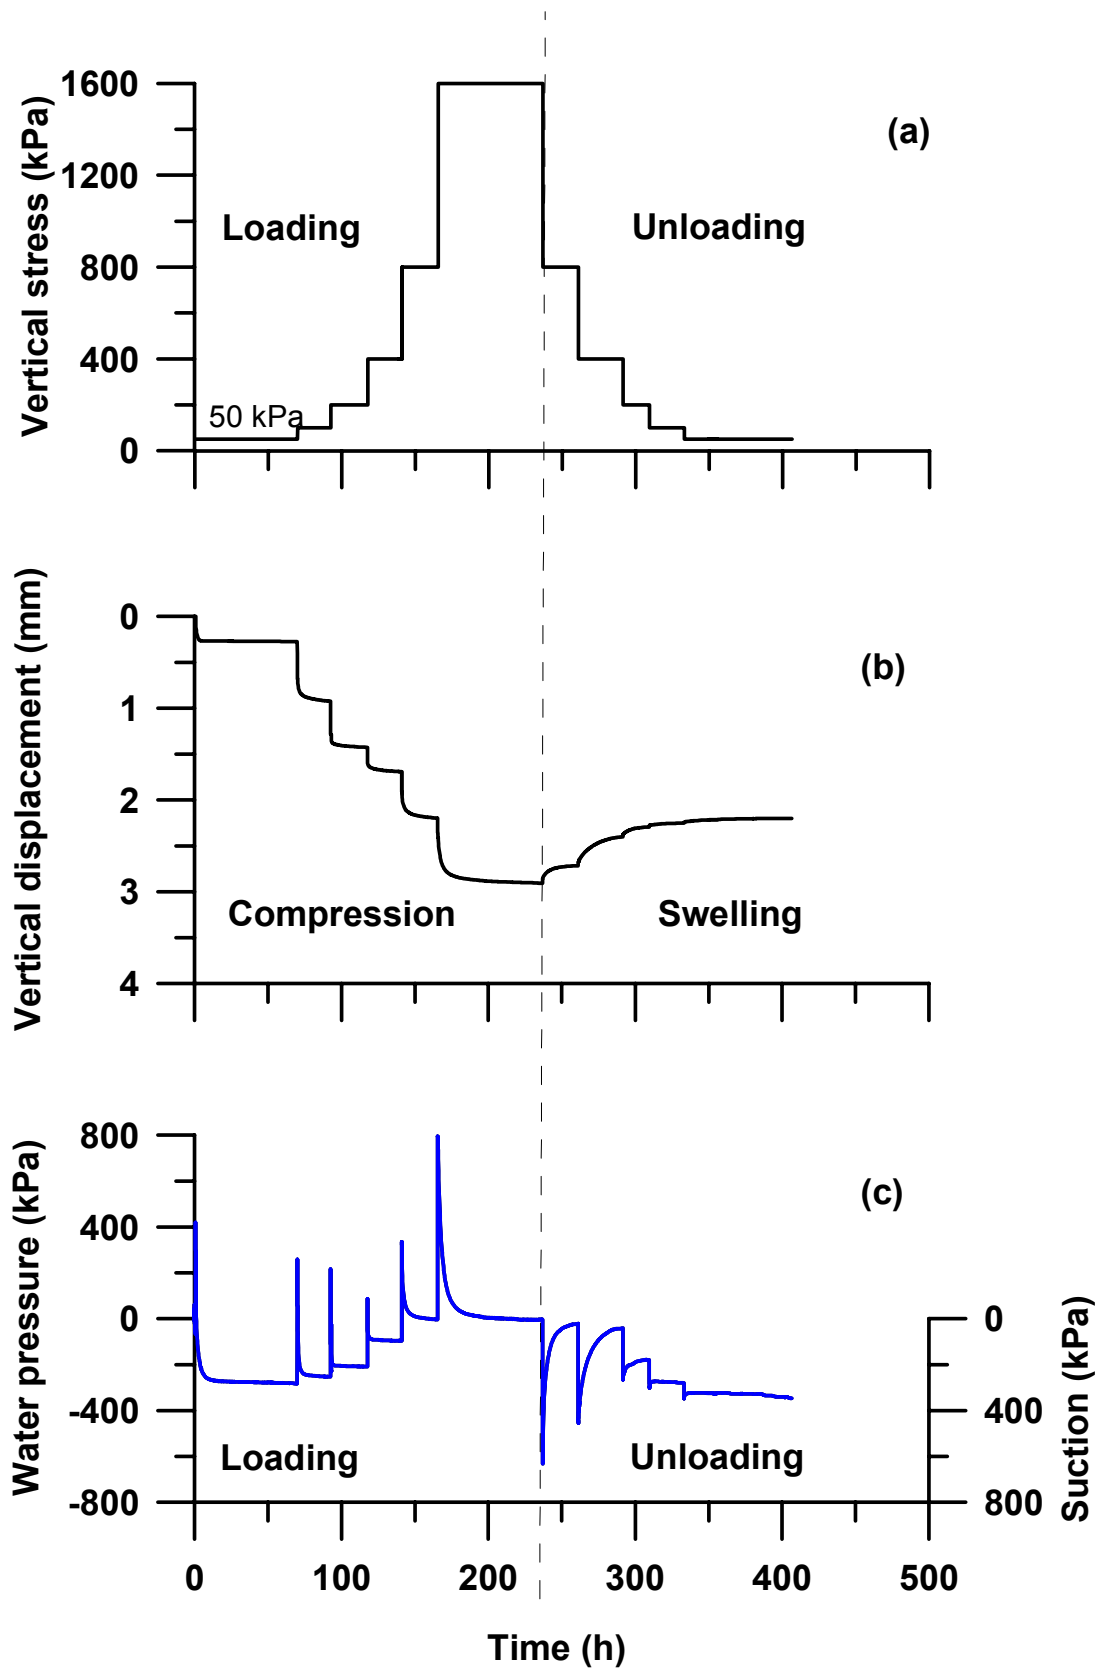 1600
1200
800
400
0
Vertical stress (kPa)
(a)
Loading
Unloading
50 kPa
0
1
2
3
4
Vertical displacement (mm)
(b)
Compression
Swelling
800
400
0
-400
-800
Water pressure (kPa)
(c)
Loading
Unloading
0
400
800
Suction (kPa)
0 100 200 300 400 500
Time (h)